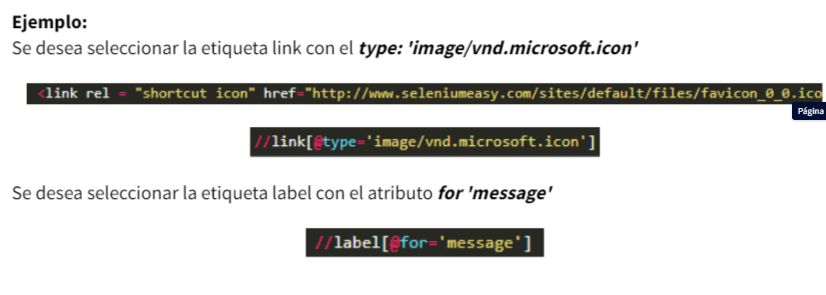 Ejemplo:
Se desea seleccionar la etiqueta link con el type: 'image/vnd.microsoft.icon'
<link rel = "shortcut icon" href="http://www.seleniumeasy.com/sites/default/files/favicon_0_0.ico
Página
//link[@type='image/vnd.microsoft.icon']
Se desea seleccionar la etiqueta label con el atributo for 'message'
//label[@for='message']